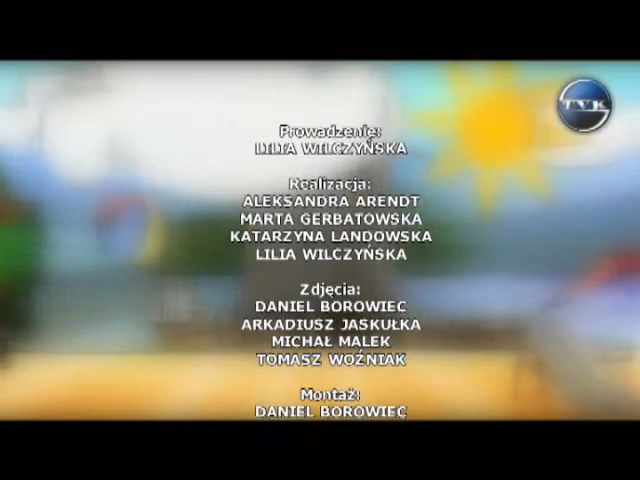 TVK
Prowadzenie:
LILIA WILCZYŃSKA
Realizacja:
ALEKSANDRA ARENDT
MARTA GERBATOWSKA
KATARZYNA LANDOWSKA
LILIA WILCZYŃSKA
Zdjęcia:
DANIEL BOROWIEC
ARKADIUSZ JASKUŁKA
MICHAŁ MALEK
TOMASZ WOŹNIAK
Montaż:
DANIEL BOROWIEC